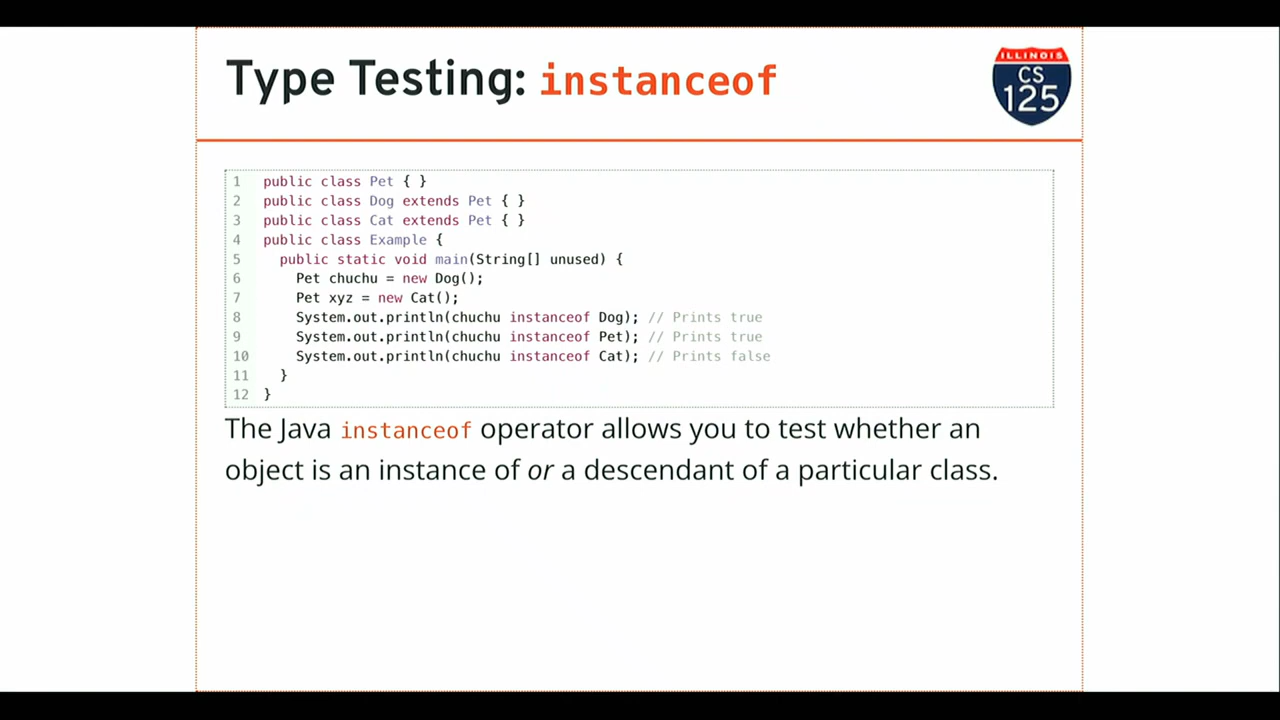 Type Testing: instanceof
ILLINOIS
CS
125
1 public class Pet { }
2 public class Dog extends Pet { }
3 public class Cat extends Pet { }
4 public class Example {
5 public static void main(String[] unused) {
6 Pet chuchu = new Dog();
7 Pet xyz = new Cat();
8 System.out.println(chuchu instanceof Dog); // Prints true
9 System.out.println(chuchu instanceof Pet); // Prints true
10 System.out.println(chuchu instanceof Cat); // Prints false
11 }
12 }
The Java instanceof operator allows you to test whether an
object is an instance of or a descendant of a particular class.